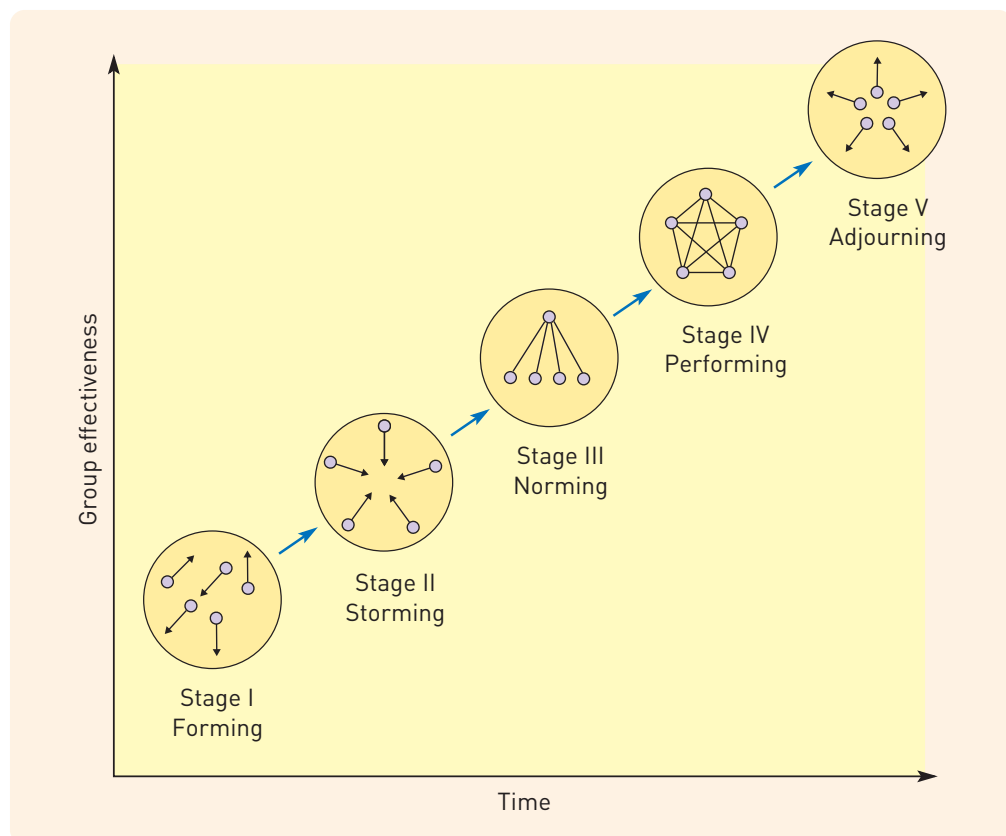 Group effectiveness
Stage I
Forming
Stage II
Storming
Stage III
Norming
Stage IV
Performing
Stage V
Adjourning
Time